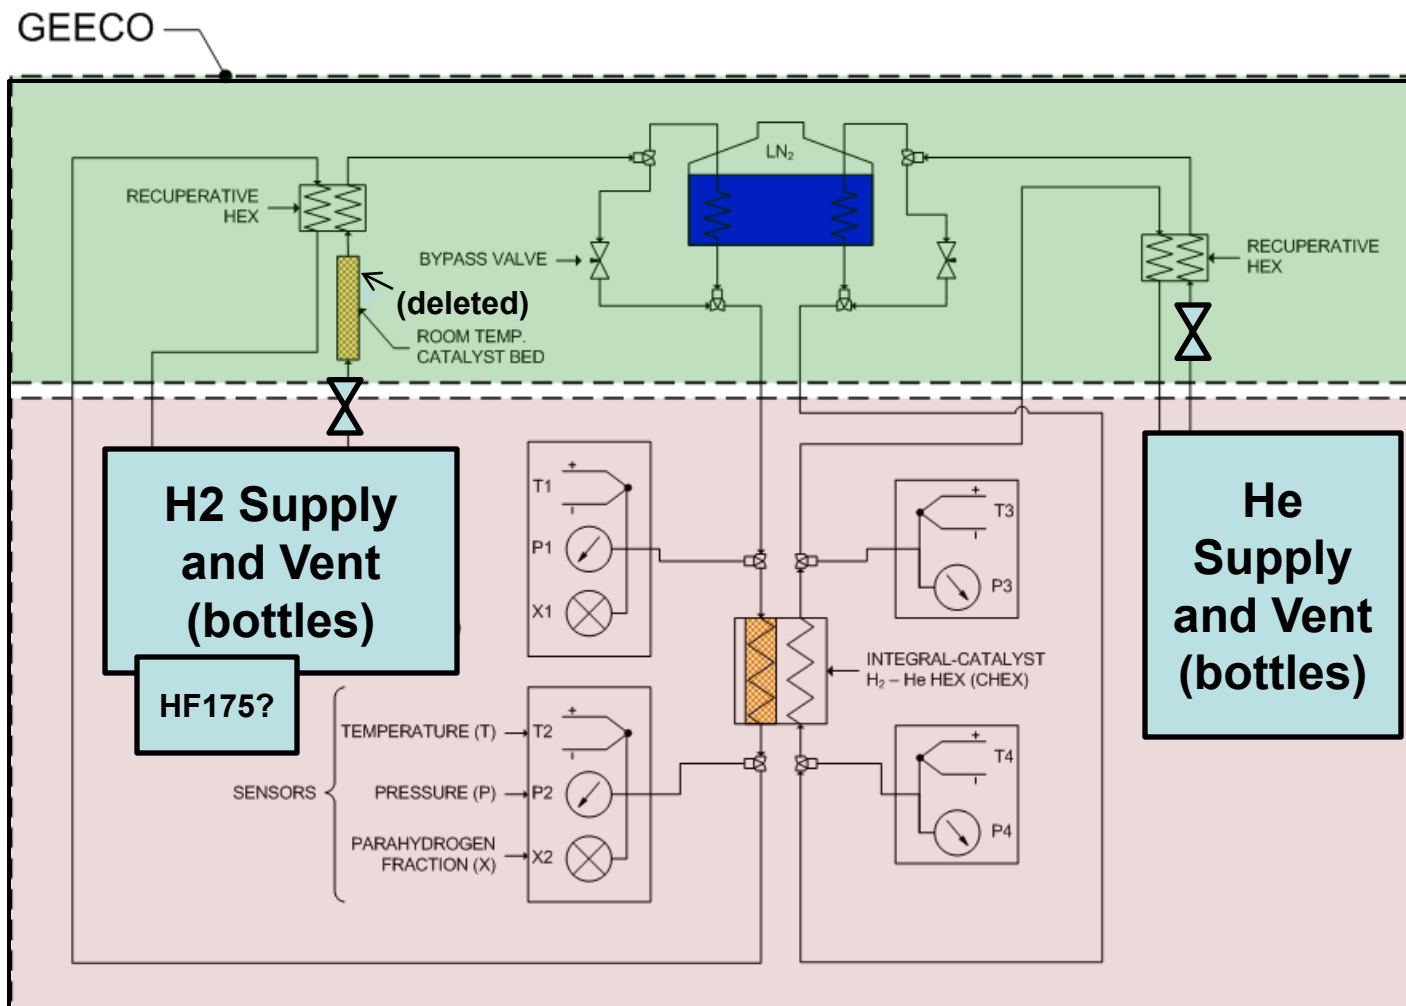 GEECO
LN₂
RECUPERATIVE
HEX
BYPASS VALVE
(deleted)
ROOM TEMP.
CATALYST BED
RECUPERATIVE
HEX
H2 Supply
and Vent
(bottles)
HF175?
He
Supply
and Vent
(bottles)
+
T1
−
P1
X1
+
T3
−
P3
INTEGRAL-CATALYST
H₂ – He HEX (CHEX)
SENSORS
TEMPERATURE (T)
PRESSURE (P)
PARAHYDROGEN
FRACTION (X)
+
T2
−
P2
X2
+
T4
−
P4